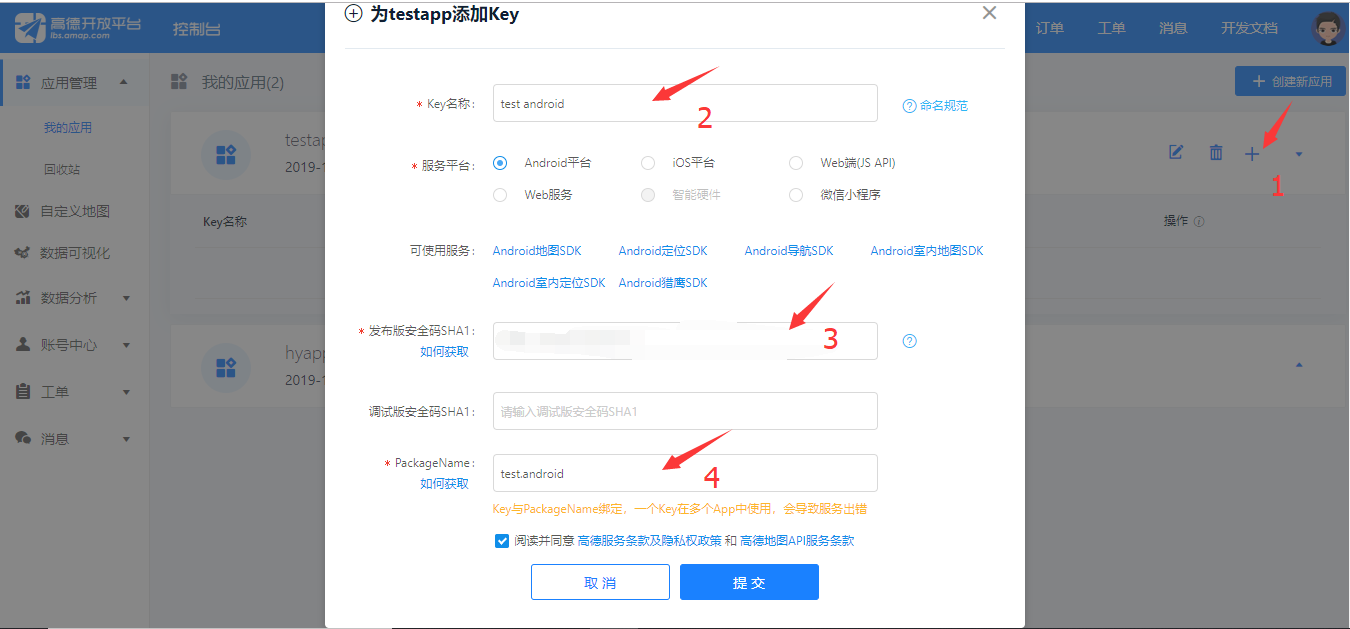 高德开放平台
lbs.amap.com
控制台
订单
工单
消息
开发文档
应用管理
我的应用
回收站
自定义地图
数据可视化
数据分析
账号中心
工单
消息
我的应用(2)
创建新应用
testap
2019-1
1
Key名称
操作
hyapp
2019-1
为testapp添加Key
* Key名称:
test android
2
命名规范
* 服务平台:
Android平台
iOS平台
Web端(JS API)
Web服务
智能硬件
微信小程序
可使用服务:
Android地图SDK
Android定位SDK
Android导航SDK
Android室内地图SDK
Android室内定位SDK
Android猎鹰SDK
* 发布版安全码SHA1:
如何获取
3
调试版安全码SHA1:
请输入调试版安全码SHA1
* PackageName:
如何获取
test.android
4
Key与PackageName绑定，一个Key在多个App中使用，会导致服务出错
阅读并同意 高德服务条款及隐私权政策 和 高德地图API服务条款
取 消
提 交